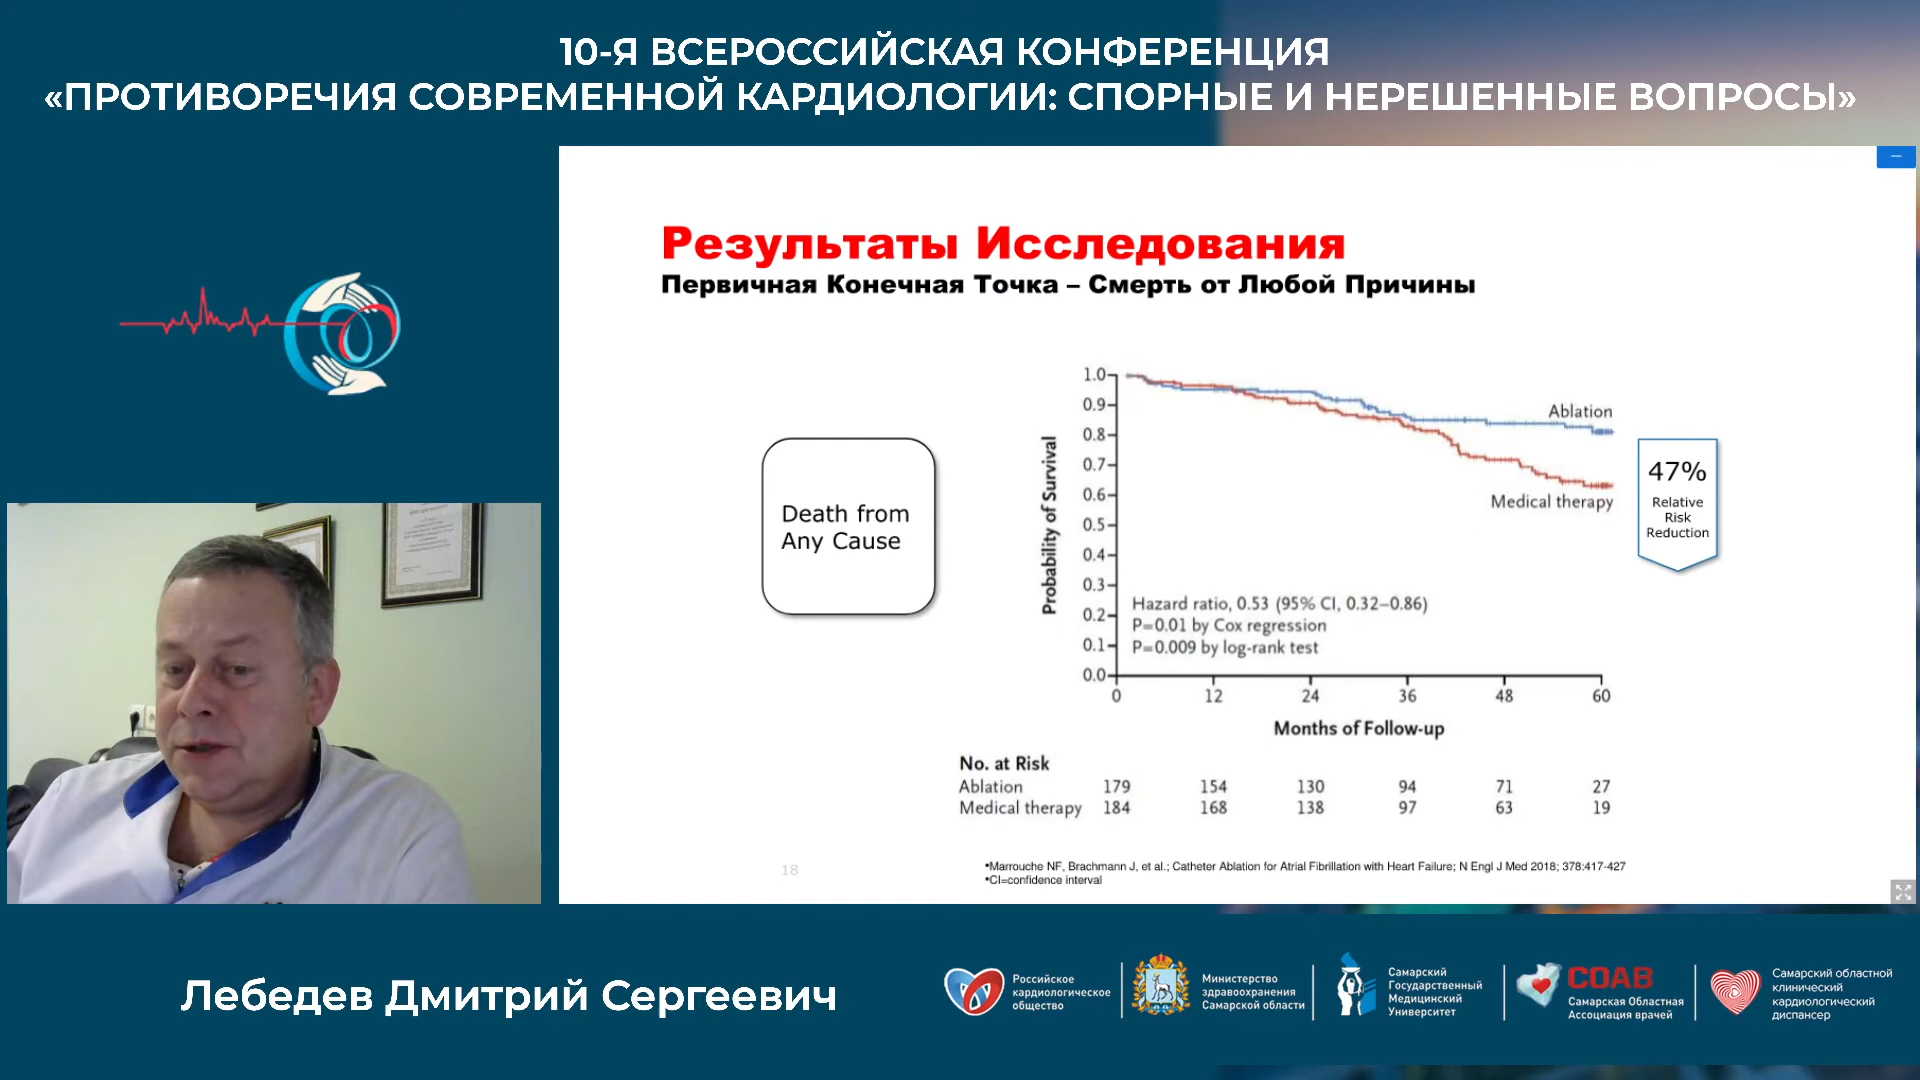 10-Я ВСЕРОССИЙСКАЯ КОНФЕРЕНЦИЯ
«ПРОТИВОРЕЧИЯ СОВРЕМЕННОЙ КАРДИОЛОГИИ: СПОРНЫЕ И НЕРЕШЕННЫЕ ВОПРОСЫ»
Результаты Исследования
Первичная Конечная Точка – Смерть от Любой Причины
Death from
Any Cause
Probability of Survival
1.0
0.9
0.8
0.7
0.6
0.5
0.4
0.3
0.2
0.1
0.0
Ablation
Medical therapy
Hazard ratio, 0.53 (95% CI, 0.32–0.86)
P=0.01 by Cox regression
P=0.009 by log-rank test
0 12 24 36 48 60
Months of Follow-up
47%
Relative
Risk
Reduction
No. at Risk
Ablation 179 154 130 94 71 27
Medical therapy 184 168 138 97 63 19
18
•Marrouche NF, Brachmann J, et al.; Catheter Ablation for Atrial Fibrillation with Heart Failure; N Engl J Med 2018; 378:417-427
•CI=confidence interval
Лебедев Дмитрий Сергеевич
Российское
кардиологическое
общество
Министерство
здравоохранения
Самарской области
Самарский
Государственный
Медицинский
Университет
СОАВ
Самарская Областная
Ассоциация врачей
Самарский областной
клинический
кардиологический
диспансер